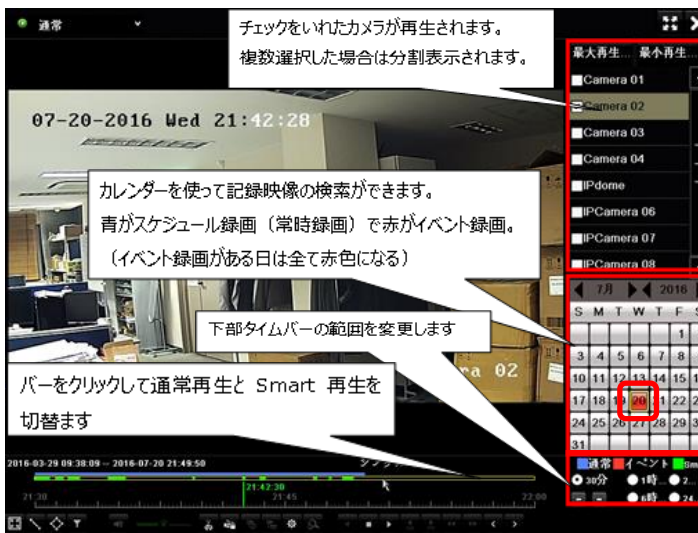 通常
チェックをいれたカメラが再生されます。
複数選択した場合は分割表示されます。
最大再生... 最小再生...
Camera 01
Camera 02
Camera 03
Camera 04
IPdome
IPCamera 06
IPCamera 07
IPCamera 08
07-20-2016 Wed 21:42:28
カレンダーを使って記録映像の検索ができます。
青がスケジュール録画（常時録画）で赤がイベント録画。
（イベント録画がある日は全て赤色になる）
7月 2016
S M T W T F S
1
3 4 5 6 7 8
10 11 12 13 14 15 1
17 18 19 20 21 22 2
24 25 26 27 28 29 3
31
下部タイムバーの範囲を変更します
ra 02
バーをクリックして通常再生と Smart 再生を
切替ます
2016-03-29 09:38:09 -- 2016-07-20 21:49:50
通常 イベント Sm
30分 1時... 2...
6時... 24
21:42:30
21:30 21:45 22:00